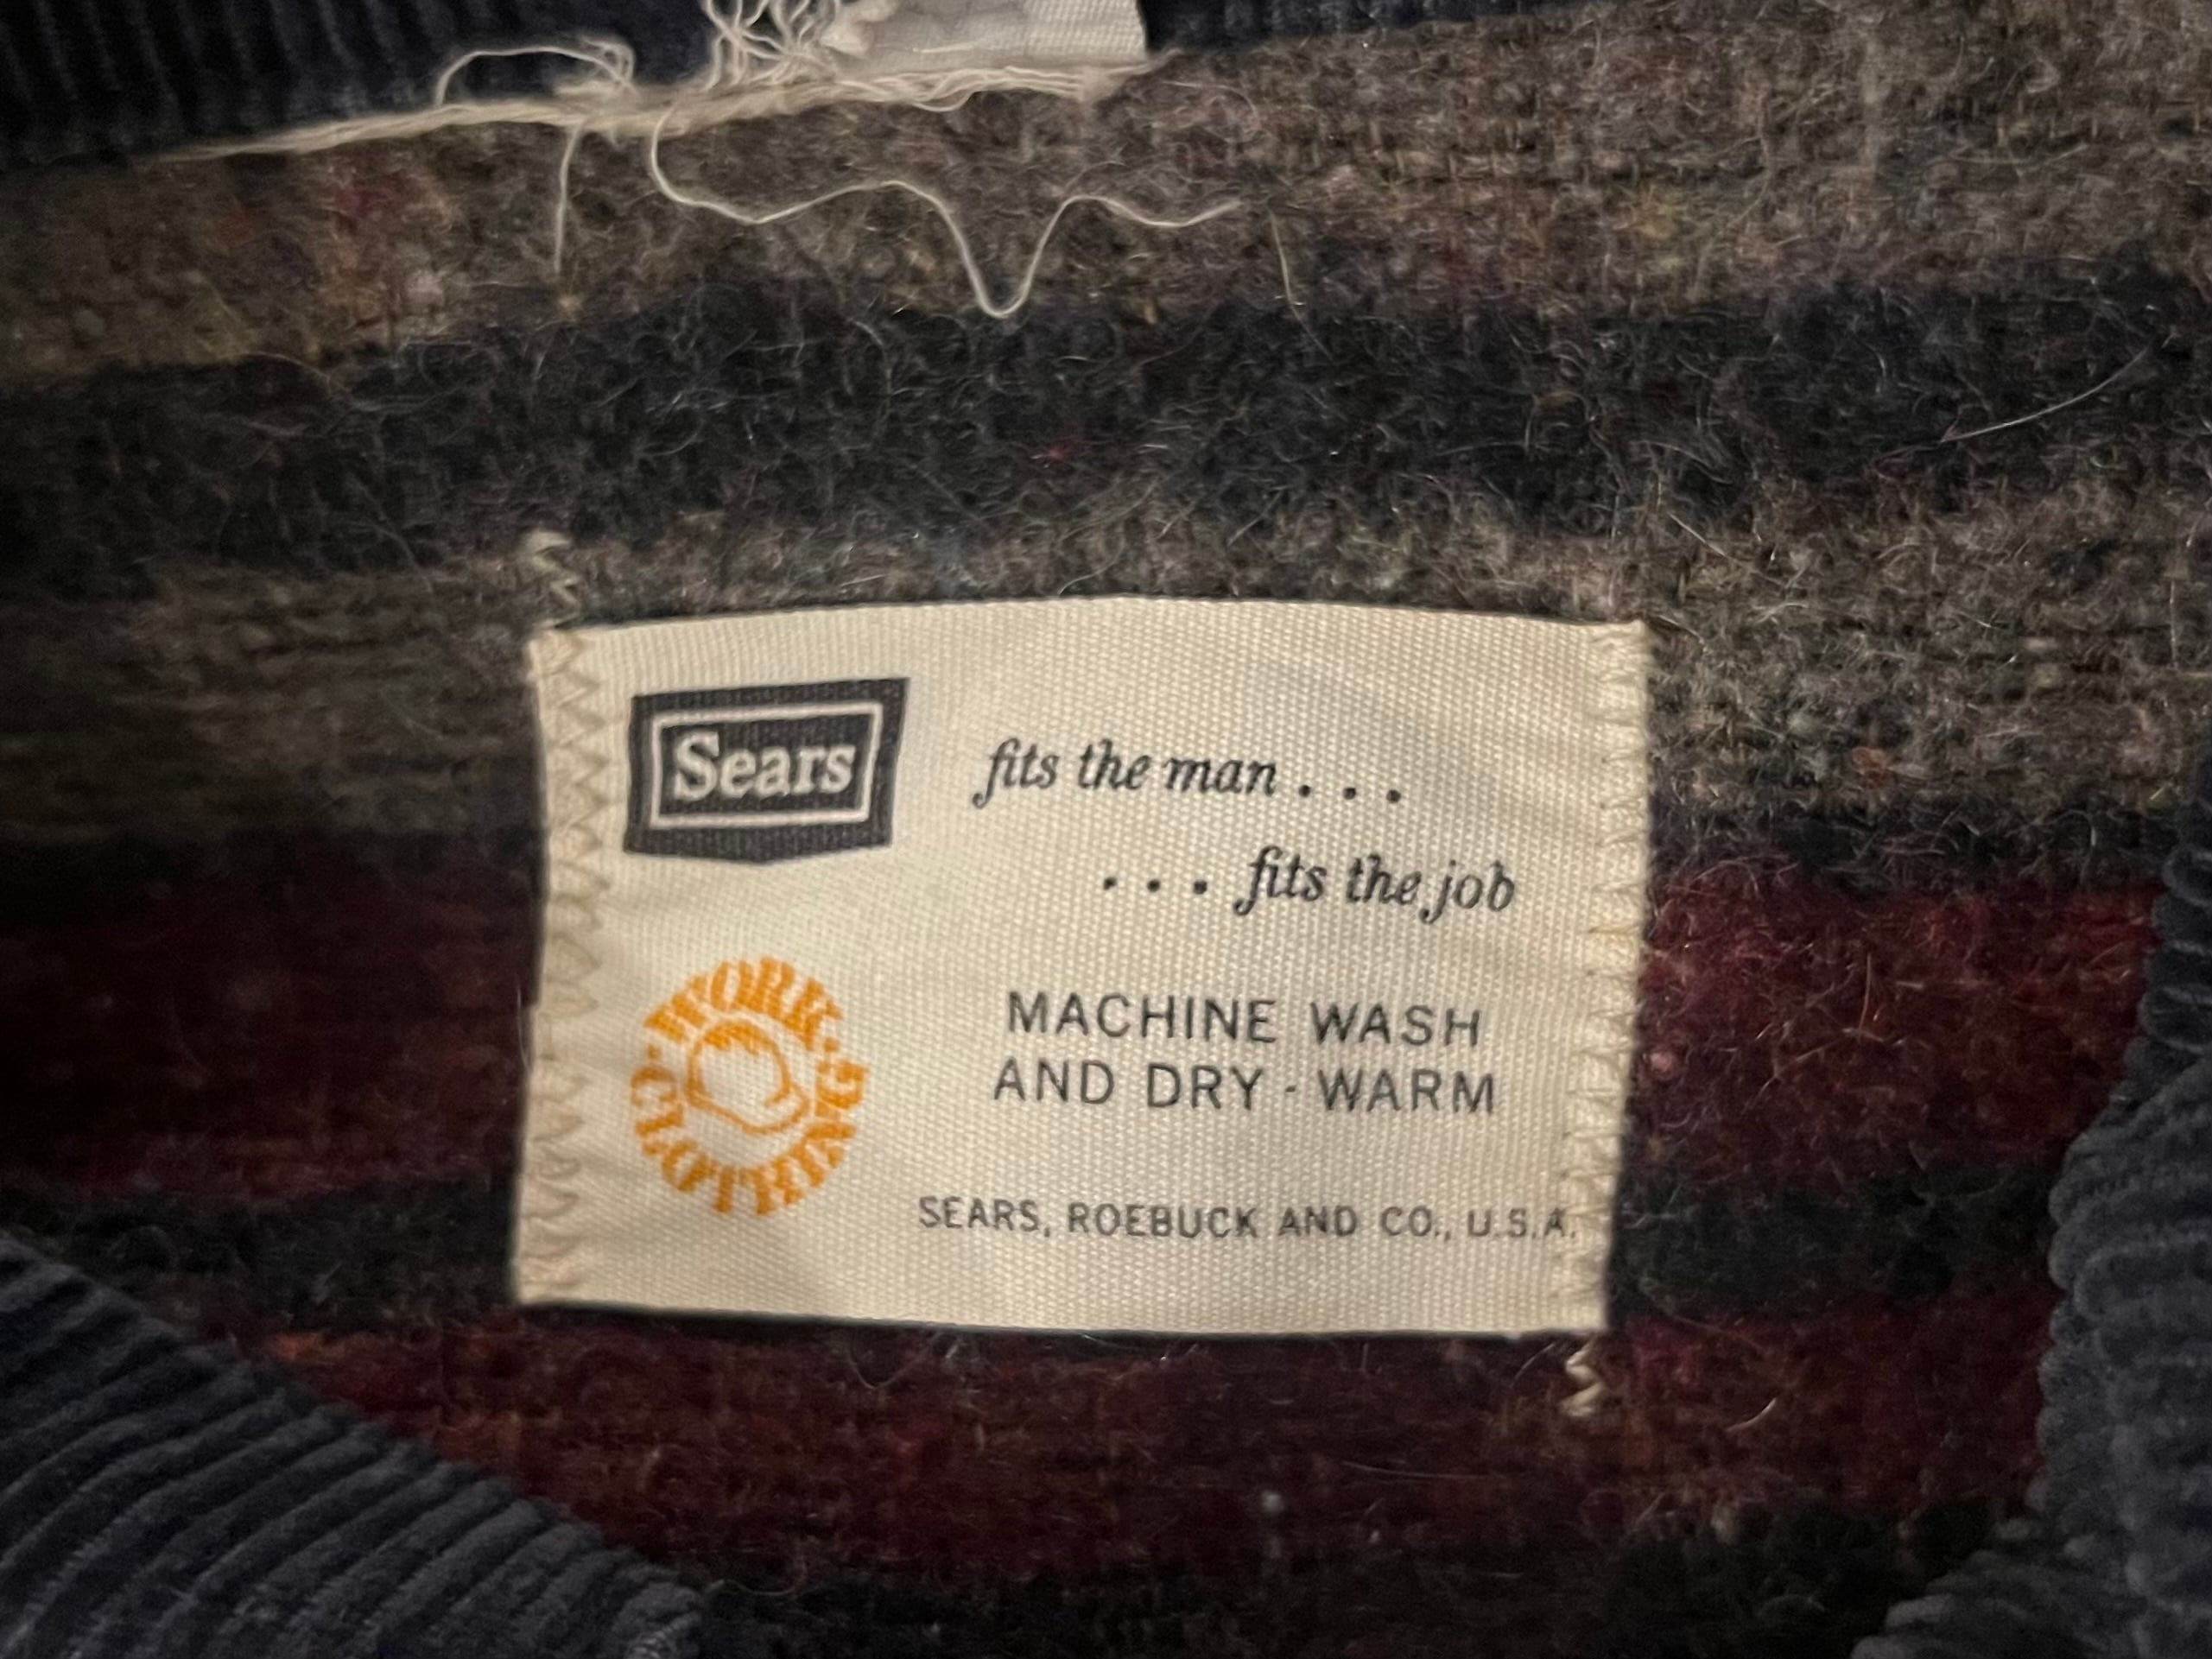 Sears
fits the man . . .
. . . fits the job
WORK
CLOTHING
MACHINE WASH
AND DRY - WARM
SEARS, ROEBUCK AND CO., U.S.A.